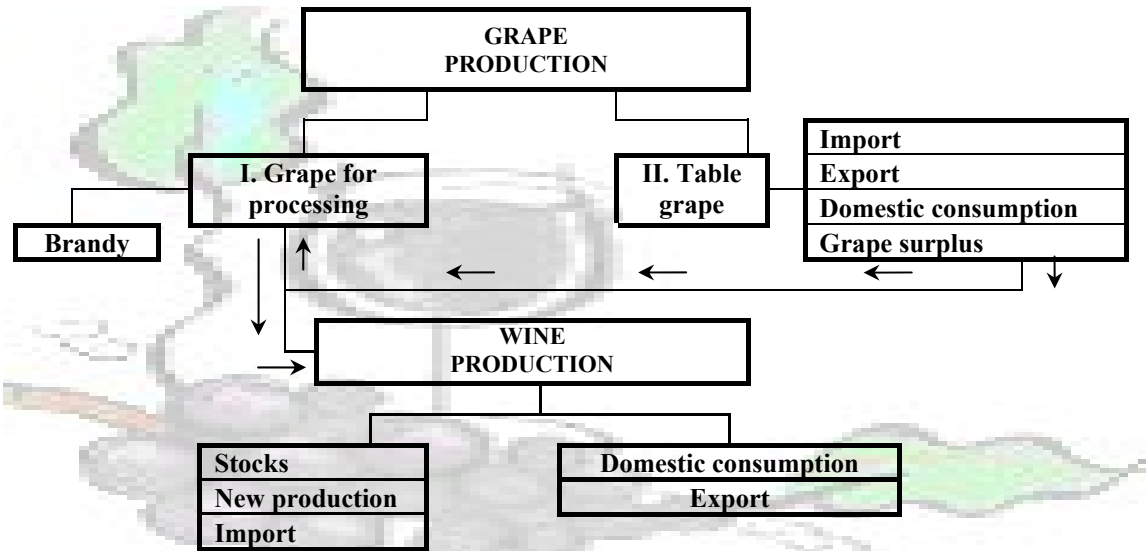 GRAPE
PRODUCTION
I. Grape for
processing
II. Table
grape
Import
Export
Domestic consumption
Grape surplus
Brandy
WINE
PRODUCTION
Stocks
New production
Import
Domestic consumption
Export